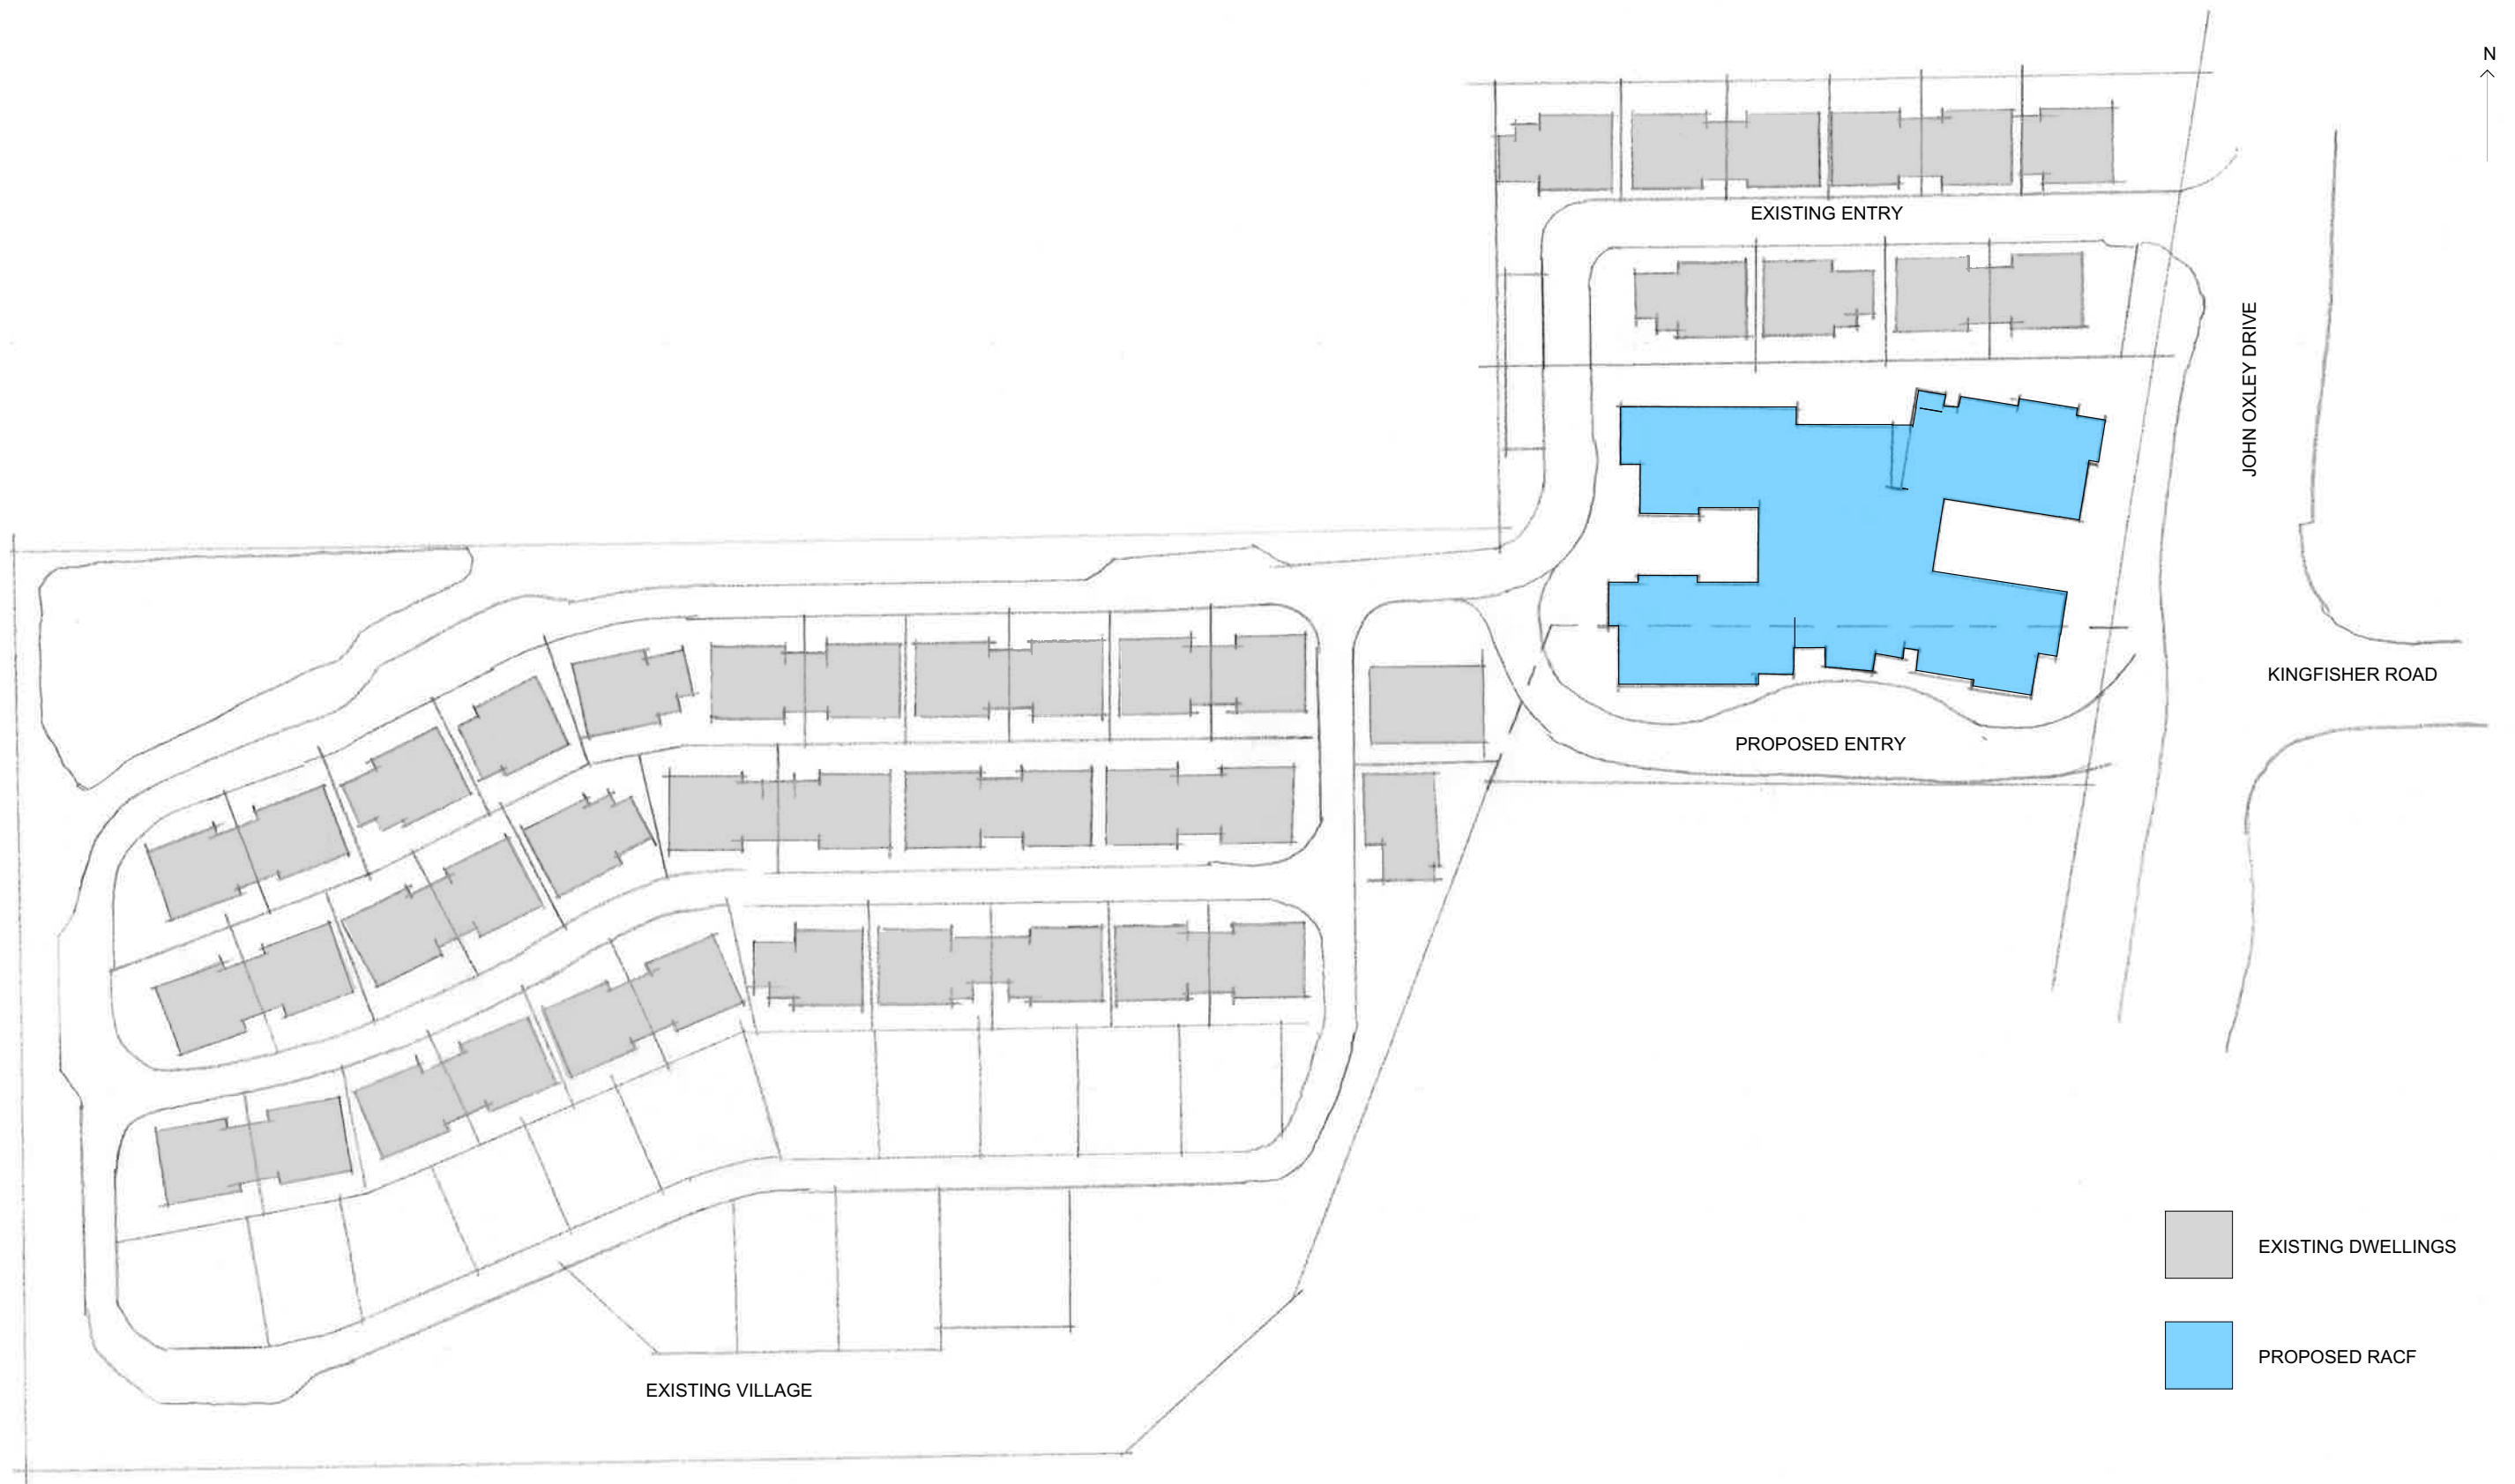 N
EXISTING ENTRY
JOHN OXLEY DRIVE
KINGFISHER ROAD
PROPOSED ENTRY
EXISTING DWELLINGS
PROPOSED RACF
EXISTING VILLAGE